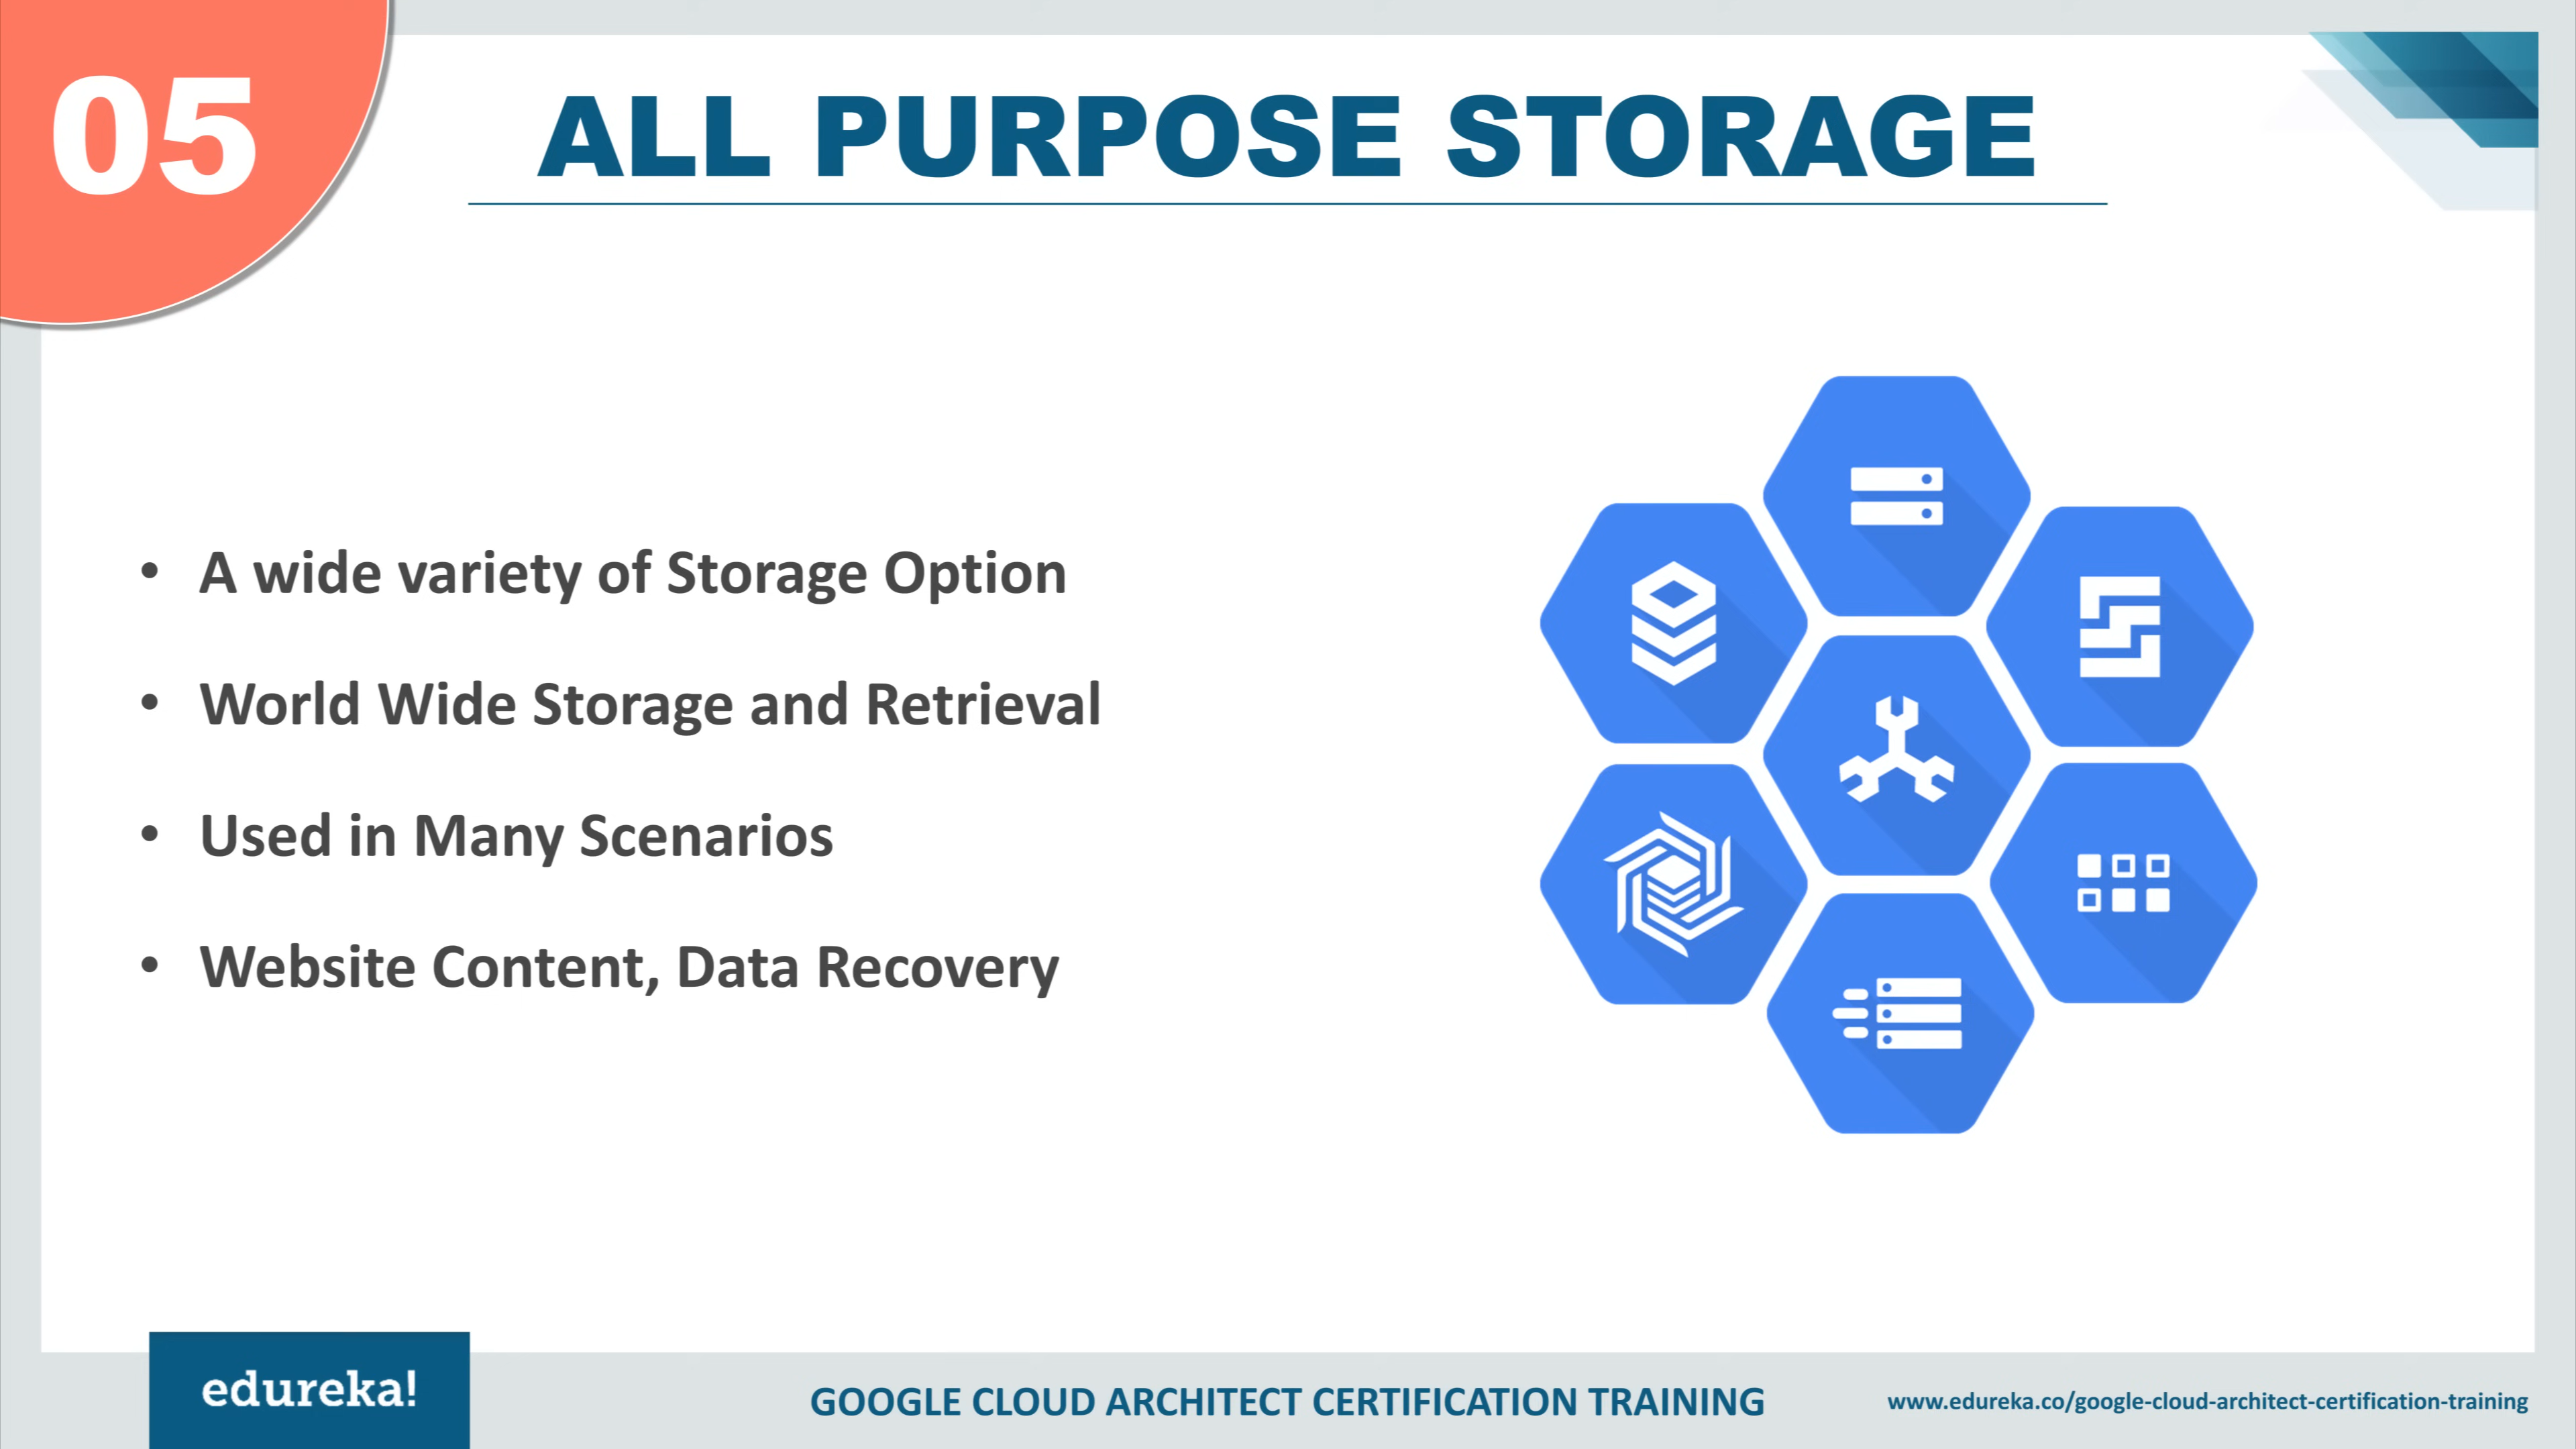 05
ALL PURPOSE STORAGE
• A wide variety of Storage Option
• World Wide Storage and Retrieval
• Used in Many Scenarios
• Website Content, Data Recovery
edureka!
GOOGLE CLOUD ARCHITECT CERTIFICATION TRAINING
www.edureka.co/google-cloud-architect-certification-training